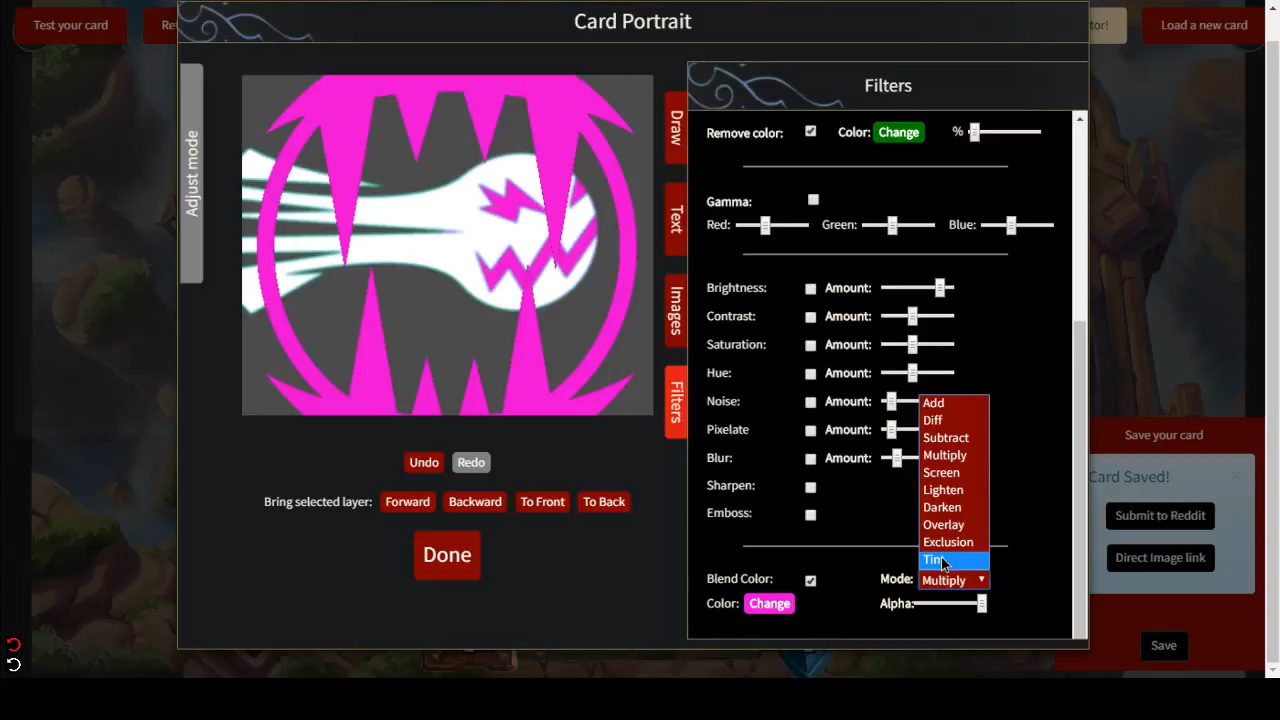 Test your card
Re
Card Portrait
tor!
Load a new card
Adjust mode
Draw
Text
Images
Filters
Filters
Remove color:
Color:
Change
%
Gamma:
Red:
Green:
Blue:
Brightness:
Amount:
Contrast:
Amount:
Saturation:
Amount:
Hue:
Amount:
Noise:
Amount:
Pixelate
Amount:
Blur:
Amount:
Sharpen:
Emboss:
Add
Diff
Subtract
Multiply
Screen
Lighten
Darken
Overlay
Exclusion
Tint
Blend Color:
Mode:
Multiply
Color:
Change
Alpha:
Undo
Redo
Bring selected layer:
Forward
Backward
To Front
To Back
Done
Save your card
Card Saved!
×
Submit to Reddit
Direct Image link
Save